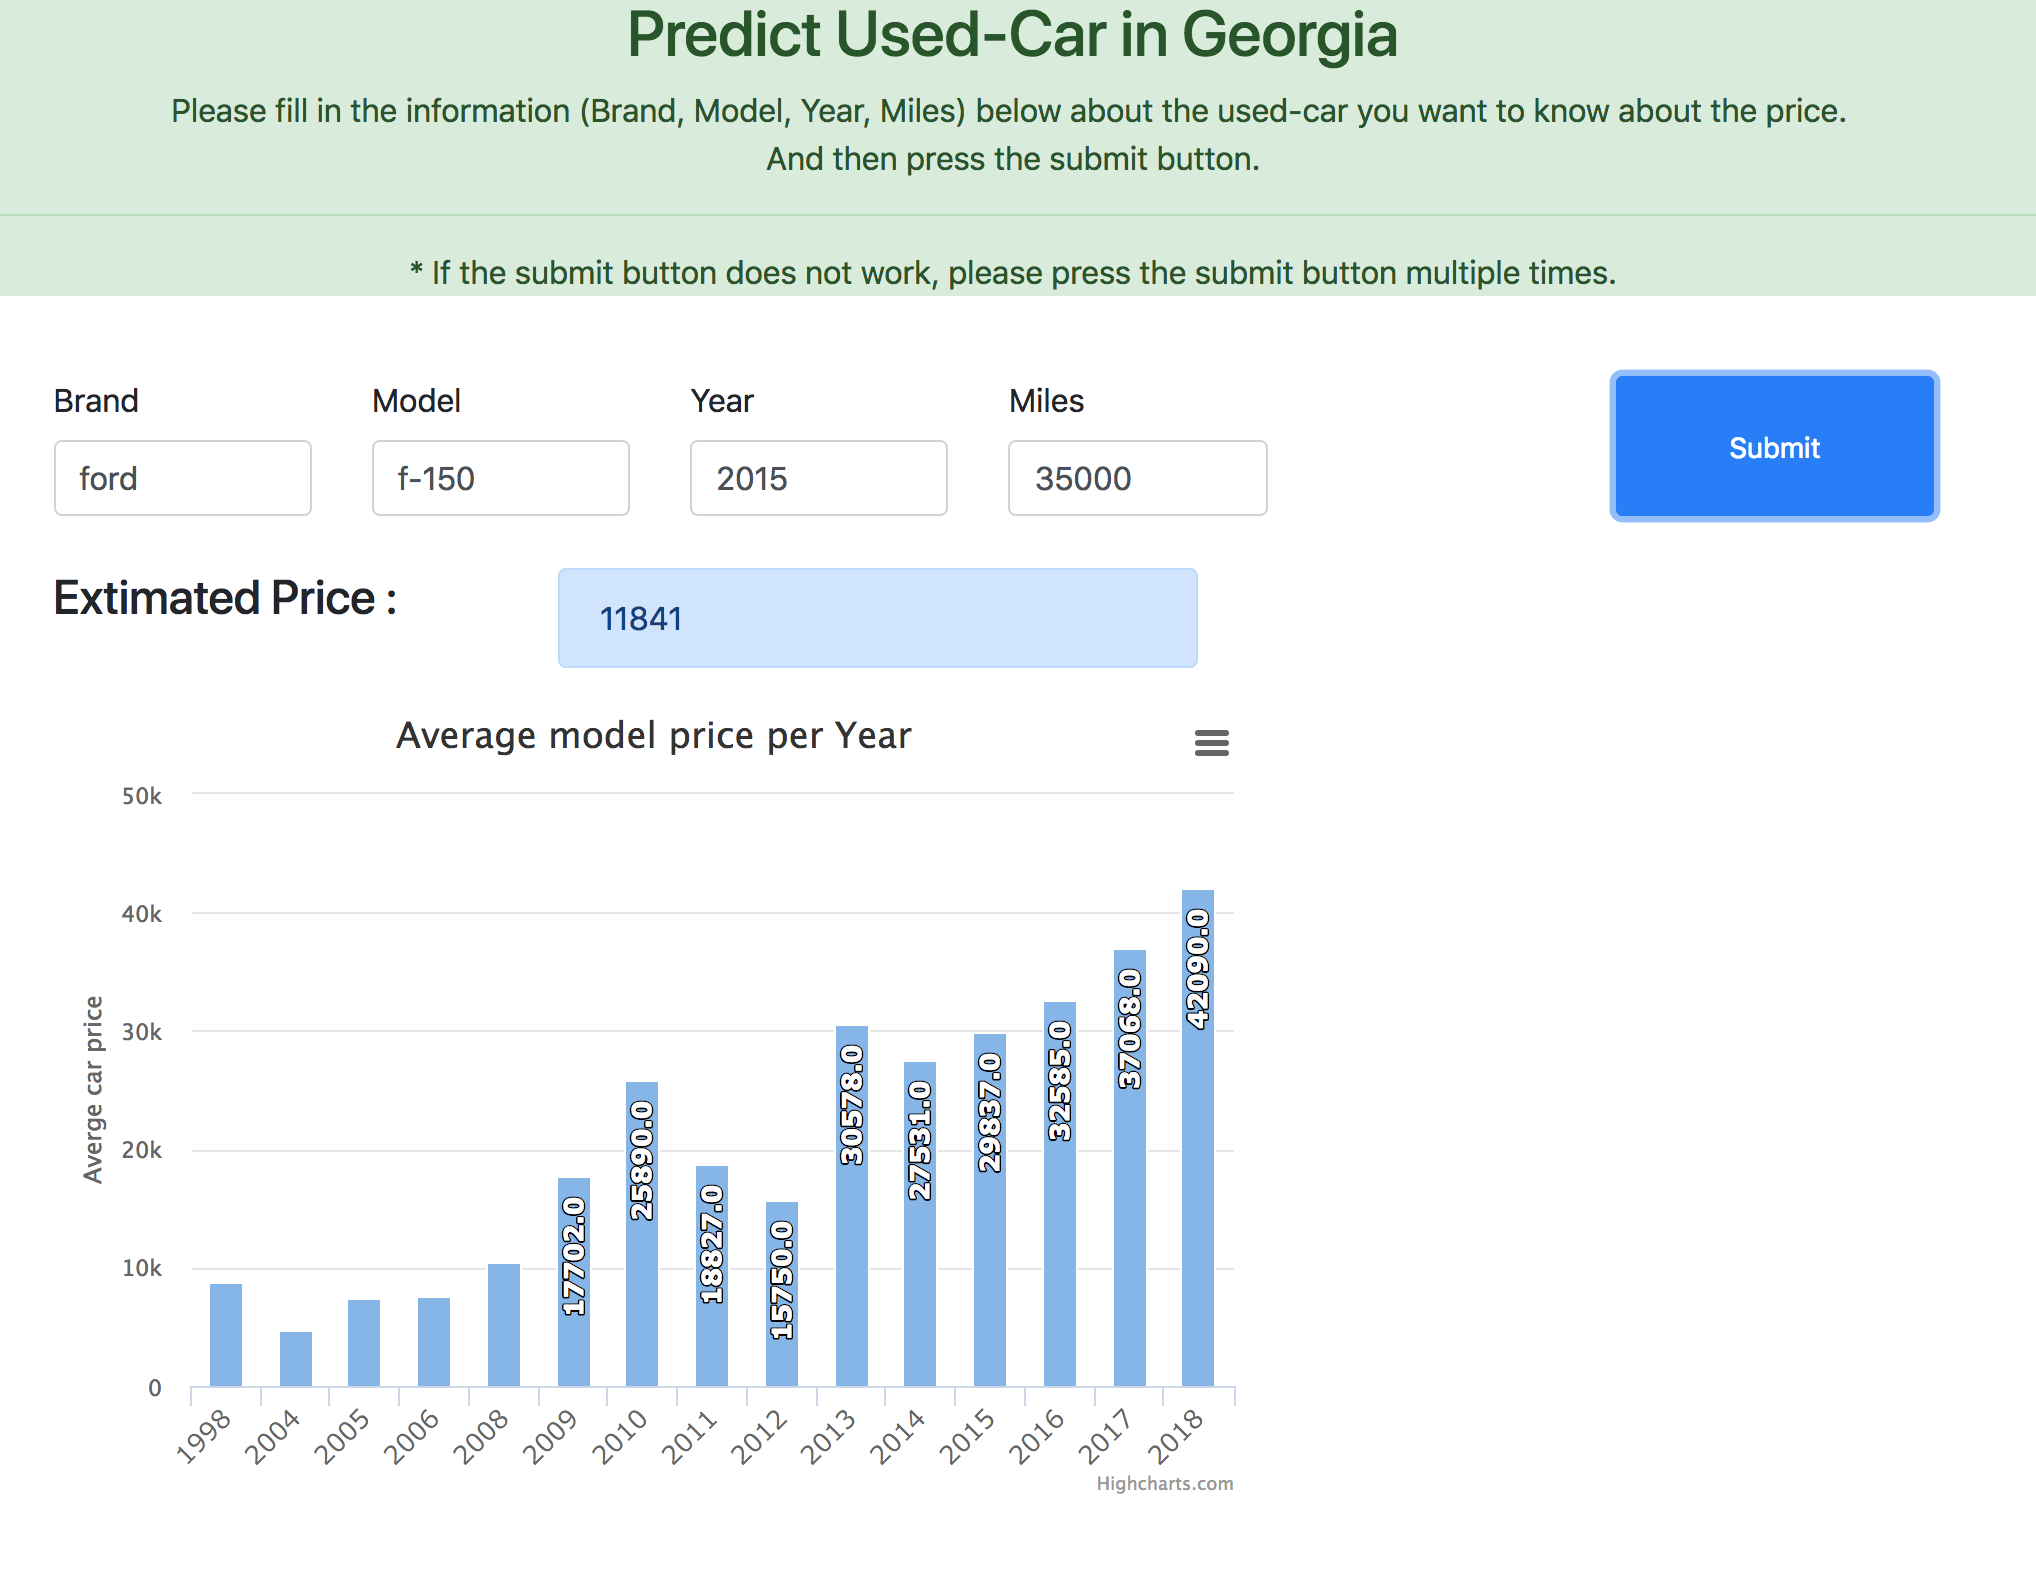 Predict Used-Car in Georgia
Please fill in the information (Brand, Model, Year, Miles) below about the used-car you want to know about the price.
And then press the submit button.
* If the submit button does not work, please press the submit button multiple times.
Brand
Model
Year
Miles
ford
f-150
2015
35000
Submit
Extimated Price :
11841
Average model price per Year
Averge car price
50k
40k
30k
20k
10k
0
17702.0
25890.0
18827.0
15750.0
30578.0
27531.0
29837.0
32585.0
37068.0
42090.0
1998
2004
2005
2006
2008
2009
2010
2011
2012
2013
2014
2015
2016
2017
2018
Highcharts.com